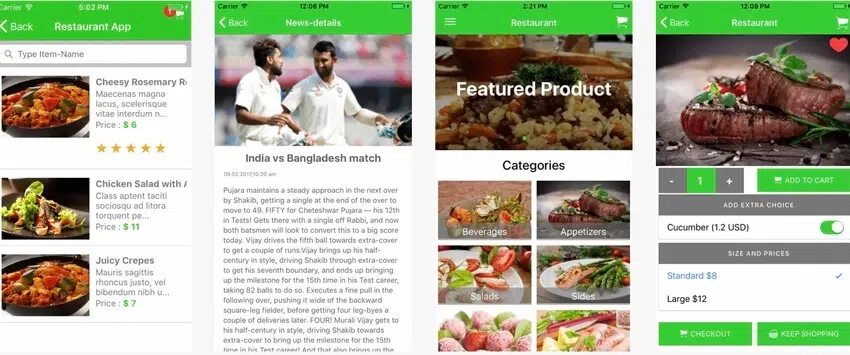 Carrier
5:02 PM
Back
Restaurant App
1
Type Item-Name
Cheesy Rosemary R
Maecenas magna
lacus, scelerisque
vitae interdum n...
Price : $ 6
Chicken Salad with A
Class aptent taciti
sociosqu ad litora
torquent pe...
Price : $ 11
Juicy Crepes
Mauris sagittis
rhoncus justo, vel
bibendum nibh u...
Price : $ 7
Carrier
12:06 PM
Back
News-details
India vs Bangladesh match
09.02.2017,10:20 am
Pujara maintains a steady approach in the next over
by Shakib, getting a single at the end of the over to
move to 49. FIFTY for Cheteshwar Pujara — his 12th
in Tests! Gets there with a single off Rabbi, and now
both batsmen will look to convert this to a big score
today. Vijay drives the fifth ball towards extra-cover
to get a couple of runs.Vijay brings up his half-
century in style, driving Shakib through extra-cover
to get his seventh boundary, and ends up bringing
up the milestone for the 15th time in his Test Career,
taking 82 balls to do so. Executes a fine pull in the
following over, pushing it wide of the backward
square-leg fielder, before getting four leg-byes a
couple of deliveries later. FOUR! Murali Vijay gets to
his half-century in style, driving Shakib towards
extra-cover to bring up the milestone for the 15th
time in his Test Career! And that also brings up the
Carrier
2:21 PM
Restaurant
Featured Product
Categories
Beverages
Appetizers
Salads
Sides
Carrier
12:09 PM
Back
Restaurant
- 1 +
ADD TO CART
ADD EXTRA CHOICE
Cucumber (1.2 USD)
SIZE AND PRICES
Standard $8
Large $12
CHECKOUT
KEEP SHOPPING